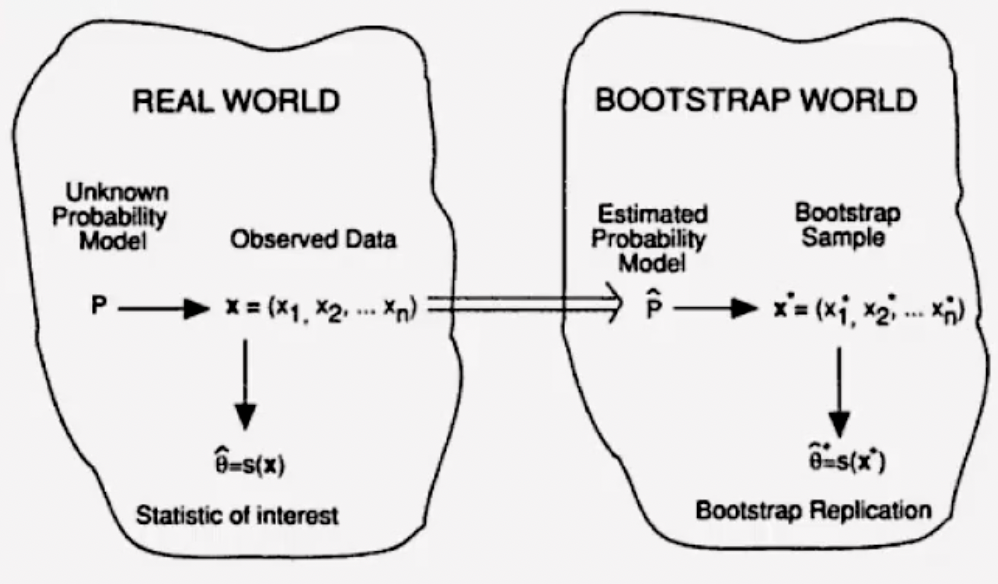 REAL WORLD
Unknown
Probability
Model
Observed Data
P
x = (x₁, x₂, ... xₙ)
θ̂=s(x)
Statistic of interest
BOOTSTRAP WORLD
Estimated
Probability
Model
Bootstrap
Sample
P̂
x*= (x₁*, x₂*, ... xₙ*)
θ̂*=s(x*)
Bootstrap Replication